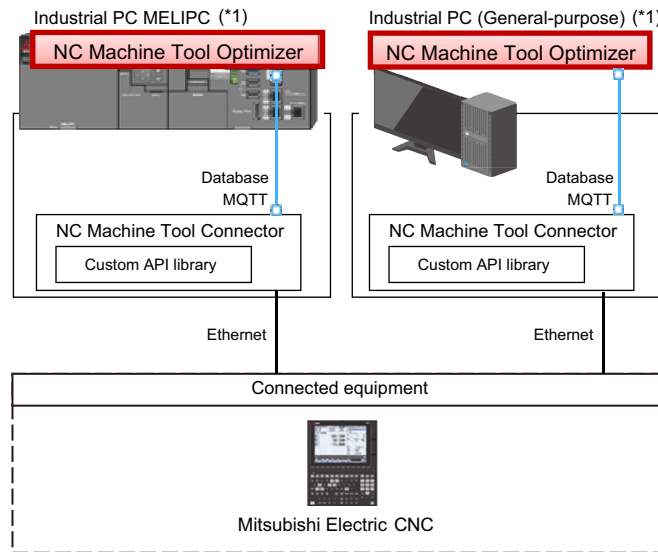 Industrial PC MELIPC (*1)
NC Machine Tool Optimizer
Database
MQTT
NC Machine Tool Connector
Custom API library
Ethernet
Industrial PC (General-purpose) (*1)
NC Machine Tool Optimizer
Database
MQTT
NC Machine Tool Connector
Custom API library
Ethernet
Connected equipment
Mitsubishi Electric CNC